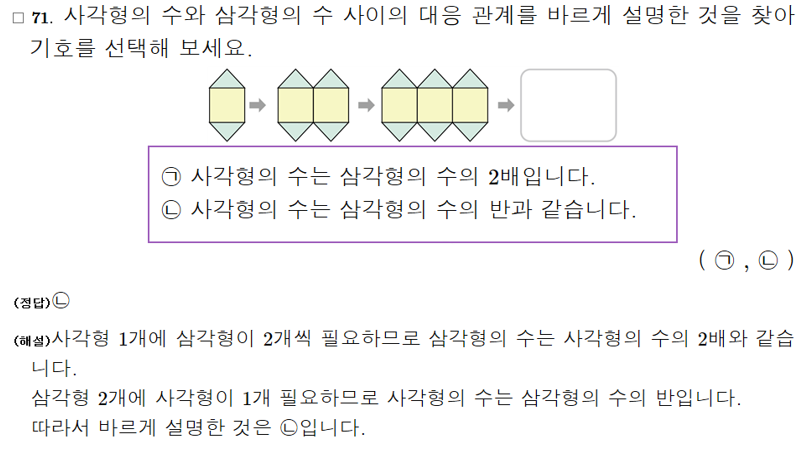 □ 71. 사각형의 수와 삼각형의 수 사이의 대응 관계를 바르게 설명한 것을 찾아
기호를 선택해 보세요.
㉠ 사각형의 수는 삼각형의 수의 2배입니다.
㉡ 사각형의 수는 삼각형의 수의 반과 같습니다.
( ㉠ , ㉡ )
(정답)㉡
(해설)사각형 1개에 삼각형이 2개씩 필요하므로 삼각형의 수는 사각형의 수의 2배와 같습
니다.
삼각형 2개에 사각형이 1개 필요하므로 사각형의 수는 삼각형의 수의 반입니다.
따라서 바르게 설명한 것은 ㉡입니다.